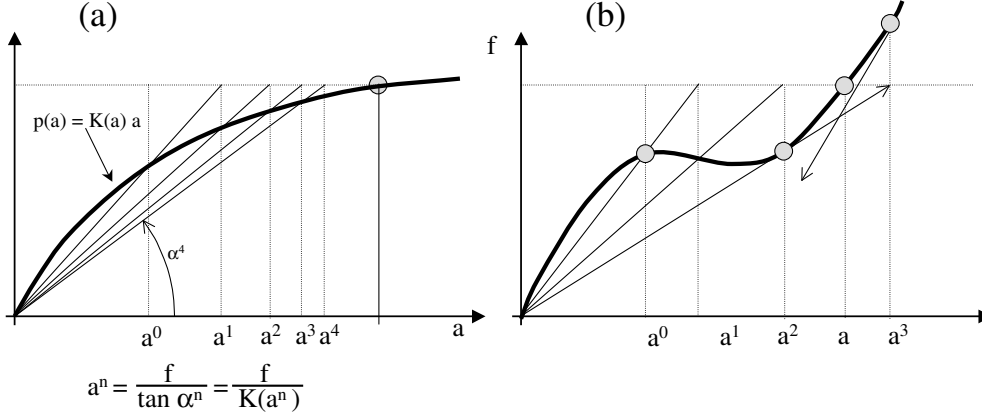 (a)
p(a) = K(a) a
α⁴
a⁰ a¹ a² a³ a⁴ a
aⁿ = f / tan αⁿ = f / K(aⁿ)
(b)
f
a⁰ a¹ a² a a³